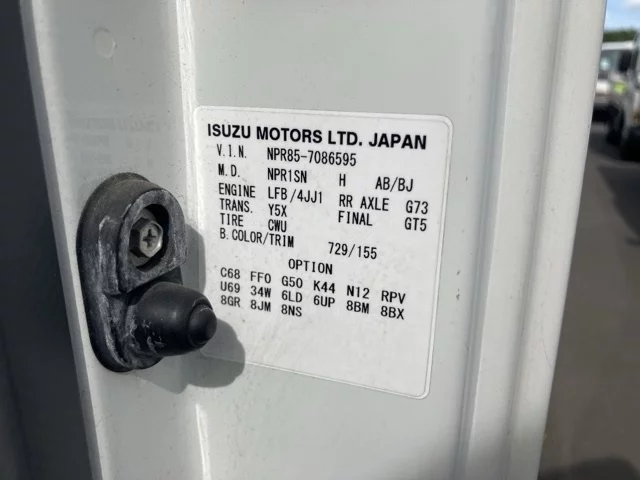 ISUZU MOTORS LTD. JAPAN
V.I.N. NPR85-7086595
M.D. NPR1SN H AB/BJ
ENGINE LFB/4JJ1 RR AXLE G73
TRANS. Y5X FINAL GT5
TIRE CWU
B.COLOR/TRIM 729/155
OPTION
C68 FF0 G50 K44 N12 RPV
U69 34W 6LD 6UP 8BM 8BX
8GR 8JM 8NS